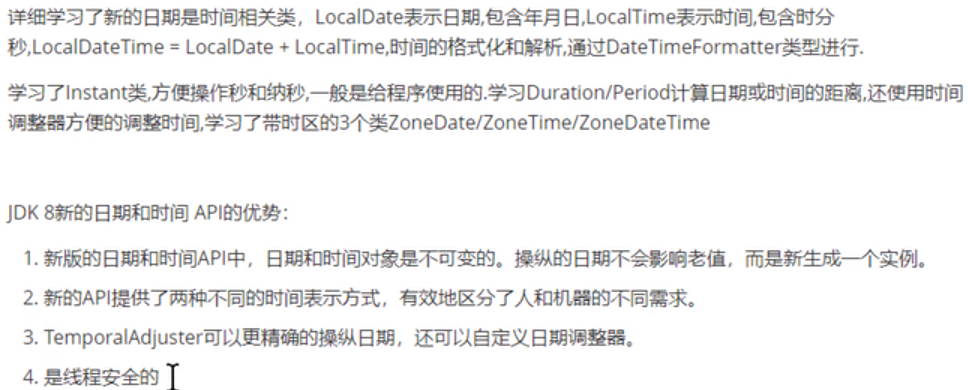 详细学习了新的日期是时间相关类，LocalDate表示日期,包含年月日,LocalTime表示时间,包含时分
秒,LocalDateTime = LocalDate + LocalTime,时间的格式化和解析,通过DateTimeFormatter类型进行.
学习了Instant类,方便操作秒和纳秒,一般是给程序使用的.学习Duration/Period计算日期或时间的距离,还使用时间
调整器方便的调整时间,学习了带时区的3个类ZoneDate/ZoneTime/ZoneDateTime
JDK 8新的日期和时间 API的优势：
1. 新版的日期和时间API中，日期和时间对象是不可变的。操纵的日期不会影响老值，而是新生成一个实例。
2. 新的API提供了两种不同的时间表示方式，有效地区分了人和机器的不同需求。
3. TemporalAdjuster可以更精确的操纵日期，还可以自定义日期调整器。
4. 是线程安全的